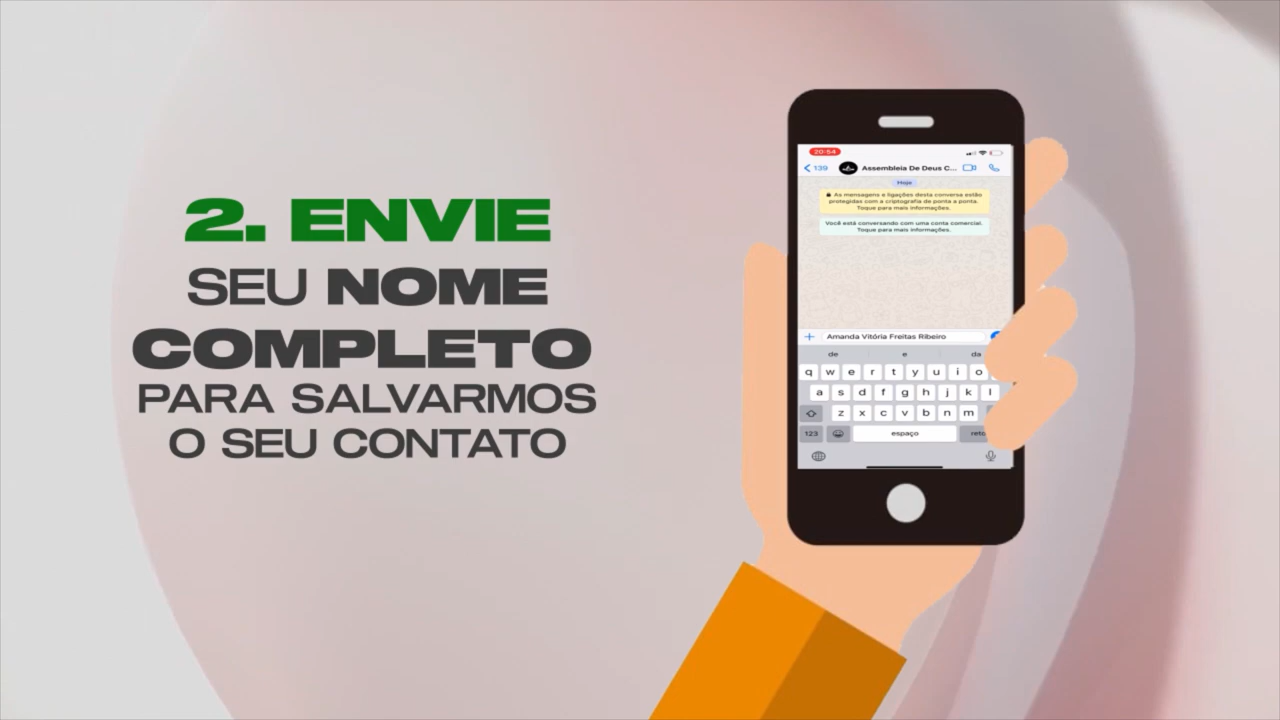 2. ENVIE
SEU NOME
COMPLETO
PARA SALVARMOS
O SEU CONTATO
20:54
139 Assembleia De Deus C...
Hoje
As mensagens e ligações desta conversa estão
protegidas com a criptografia de ponta a ponta.
Toque para mais informações.
Você está conversando com uma conta comercial.
Toque para mais informações.
Amanda Vitória Freitas Ribeiro
de e da
q w e r t y u i o
a s d f g h j k l
z x c v b n m
123 espaço